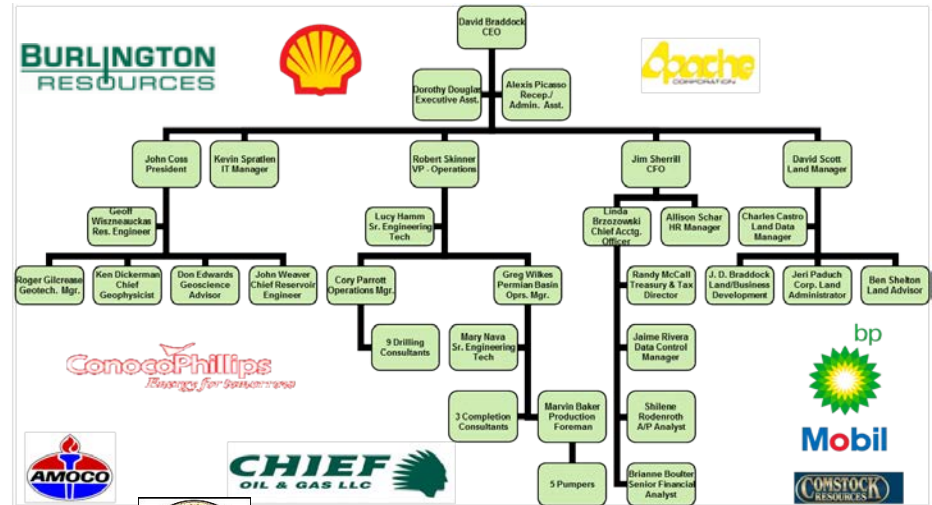 David Braddock
CEO
BURLINGTON
RESOURCES
Apache
CORPORATION
Dorothy Douglas
Executive Asst.
Alexis Picasso
Recep./
Admin. Asst.
John Coss
President
Kevin Spratlen
IT Manager
Robert Skinner
VP - Operations
Jim Sherrill
CFO
David Scott
Land Manager
Geoff
Wiszneauckas
Res. Engineer
Lucy Hamm
Sr. Engineering
Tech
Linda
Brzozowski
Chief Acctg.
Officer
Allison Schar
HR Manager
Charles Castro
Land Data
Manager
Roger Gilcrease
Geotech. Mgr.
Ken Dickerman
Chief
Geophysicist
Don Edwards
Geoscience
Advisor
John Weaver
Chief Reservoir
Engineer
Cory Parrott
Operations Mgr.
Greg Wilkes
Permian Basin
Oprs. Mgr.
Randy McCall
Treasury & Tax
Director
J. D. Braddock
Land/Business
Development
Jeri Paduch
Corp. Land
Administrator
Ben Shelton
Land Advisor
9 Drilling
Consultants
Mary Nava
Sr. Engineering
Tech
Jaime Rivera
Data Control
Manager
bp
ConocoPhillips
Energy for tomorrow
3 Completion
Consultants
Marvin Baker
Production
Foreman
Shilene
Rodenroth
A/P Analyst
Mobil
AMOCO
CHIEF
OIL & GAS LLC
5 Pumpers
Brianne Boulter
Senior Financial
Analyst
COMSTOCK
RESOURCES